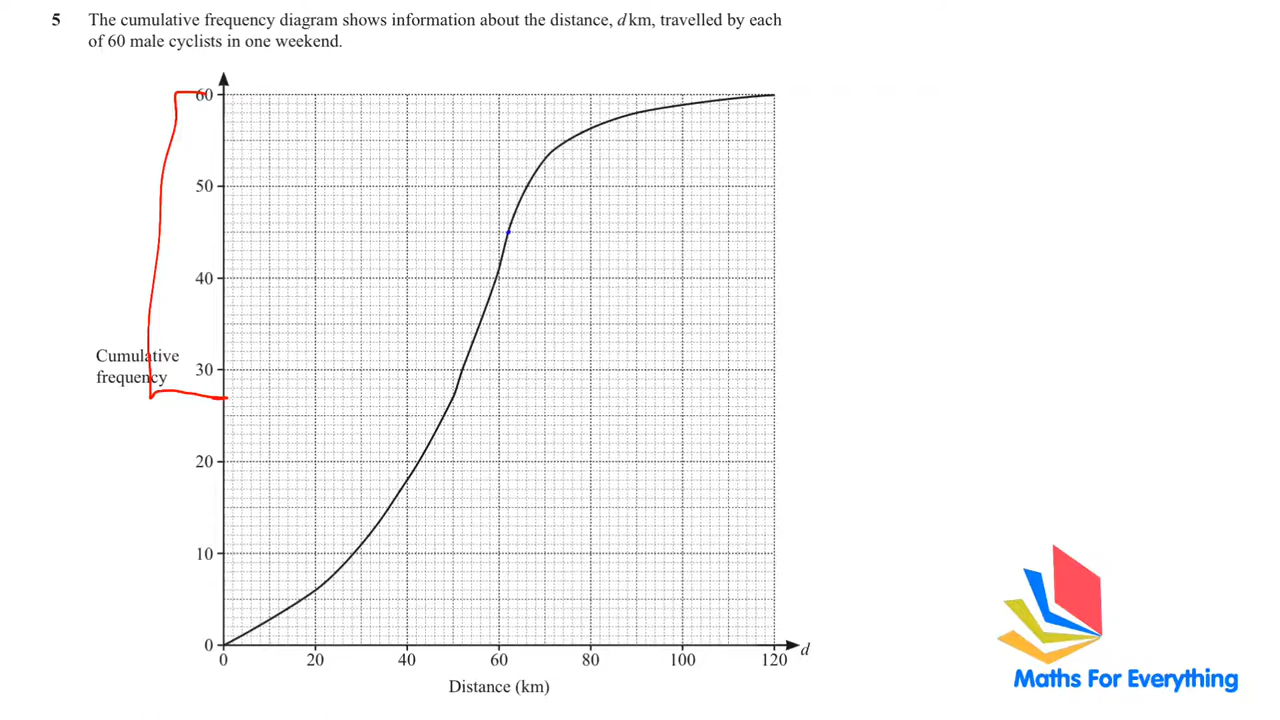 5 The cumulative frequency diagram shows information about the distance, d km, travelled by each
of 60 male cyclists in one weekend.
60
50
40
Cumulative
frequency
30
20
10
0
0 20 40 60 80 100 120 d
Distance (km)
Maths For Everything